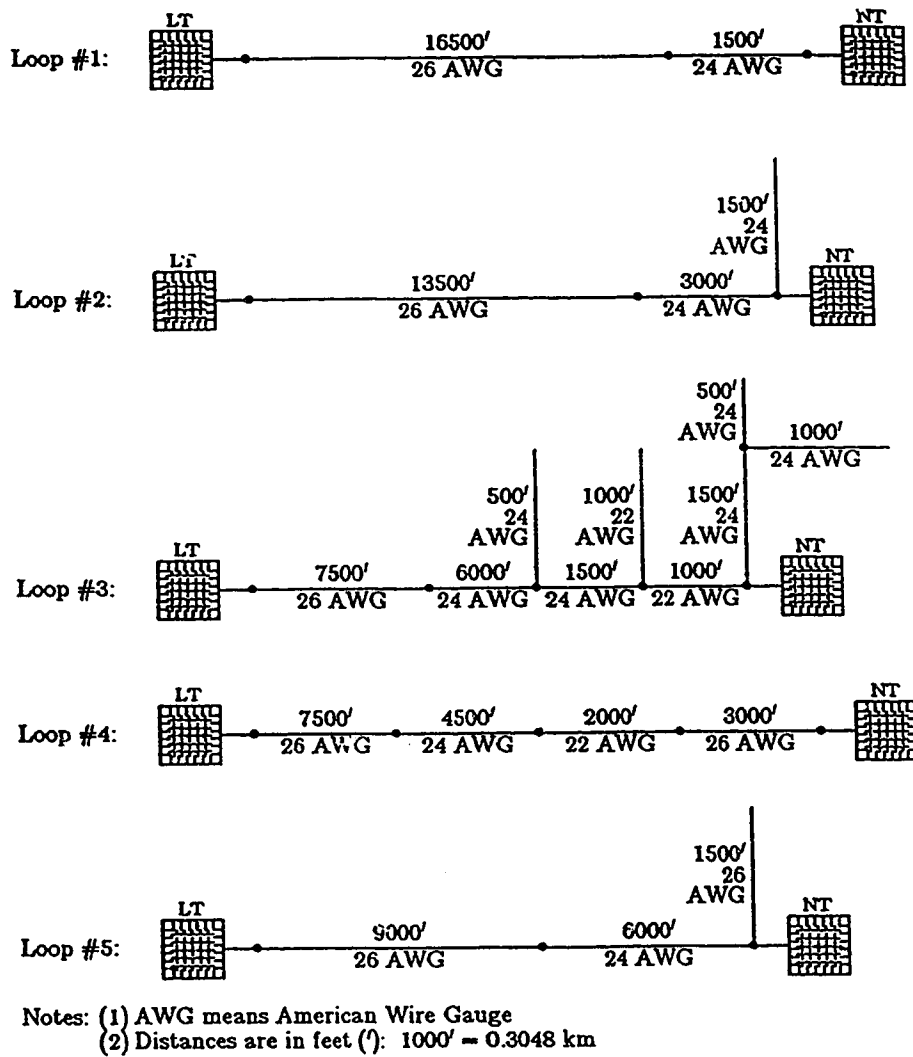 LT NT
Loop #1: 16500' 1500'
26 AWG 24 AWG
1500'
24
AWG
LT NT
Loop #2: 13500' 3000'
26 AWG 24 AWG
500'
24
AWG 1000'
24 AWG
500' 1000' 1500'
24 22 24
AWG AWG AWG
LT NT
Loop #3: 7500' 6000' 1500' 1000'
26 AWG 24 AWG 24 AWG 22 AWG
LT NT
Loop #4: 7500' 4500' 2000' 3000'
26 AWG 24 AWG 22 AWG 26 AWG
1500'
26
AWG
LT NT
Loop #5: 9000' 6000'
26 AWG 24 AWG
Notes: (1) AWG means American Wire Gauge
(2) Distances are in feet ('): 1000' = 0.3048 km